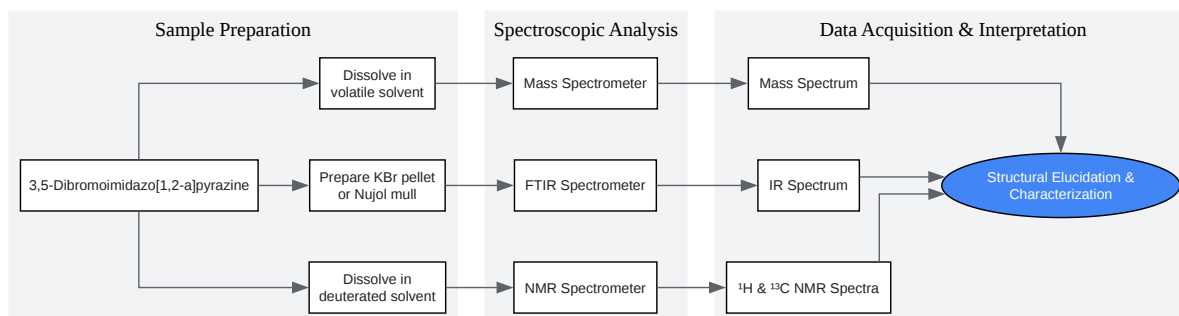 Sample Preparation
Spectroscopic Analysis
Data Acquisition & Interpretation
Dissolve in
volatile solvent
Mass Spectrometer
Mass Spectrum
3,5-Dibromoimidazo[1,2-a]pyrazine
Prepare KBr pellet
or Nujol mull
FTIR Spectrometer
IR Spectrum
Structural Elucidation &
Characterization
Dissolve in
deuterated solvent
NMR Spectrometer
¹H & ¹³C NMR Spectra